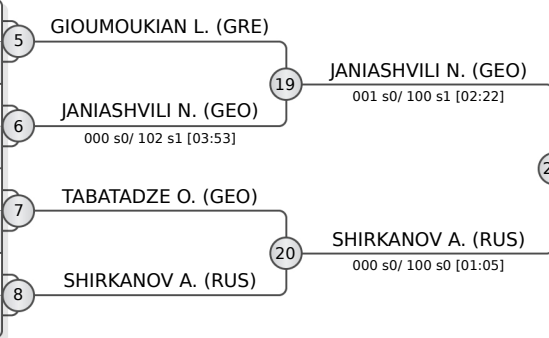 GIOUMOUKIAN L. (GRE)
5
19
JANIASHVILI N. (GEO)
001 s0/ 100 s1 [02:22]
JANIASHVILI N. (GEO)
6
000 s0/ 102 s1 [03:53]
TABATADZE O. (GEO)
7
20
SHIRKANOV A. (RUS)
000 s0/ 100 s0 [01:05]
SHIRKANOV A. (RUS)
8